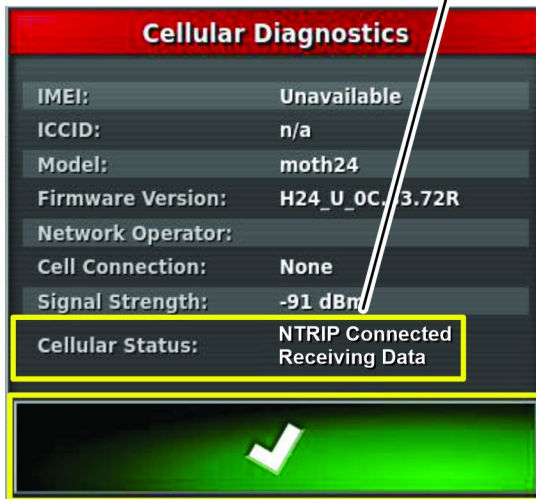 Cellular Diagnostics
IMEI: Unavailable
ICCID: n/a
Model: moth24
Firmware Version:
Network Operator:
Cell Connection: None
Signal Strength: -91 dBm
Cellular Status: NTRIP Connected
Receiving Data